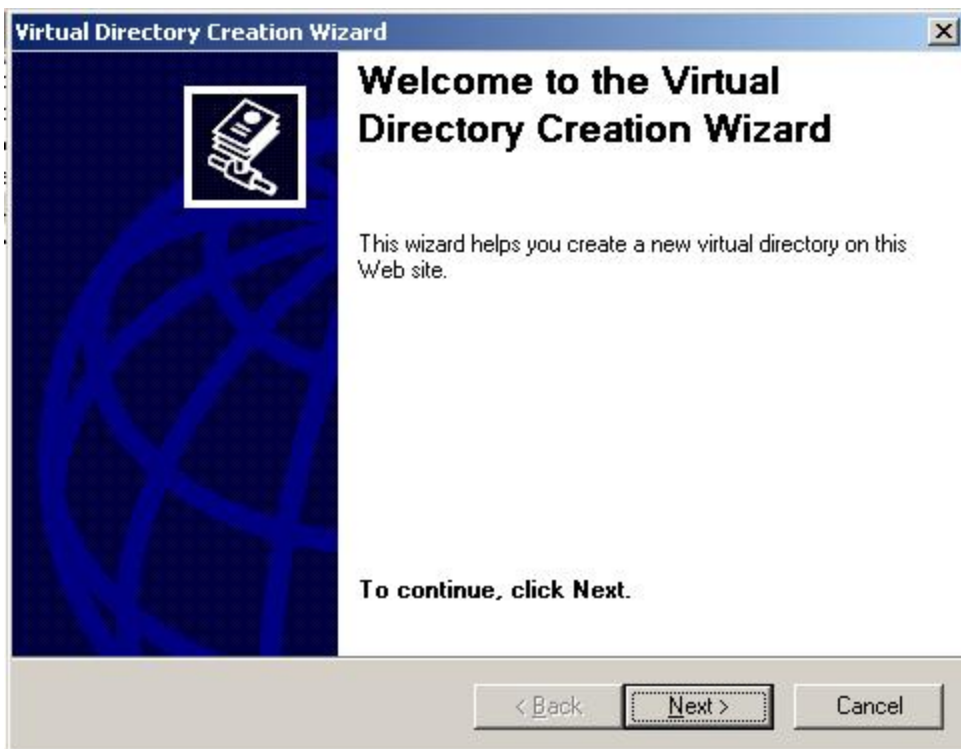 Virtual Directory Creation Wizard
Welcome to the Virtual
Directory Creation Wizard
This wizard helps you create a new virtual directory on this
Web site.
To continue, click Next.
< Back
Next >
Cancel